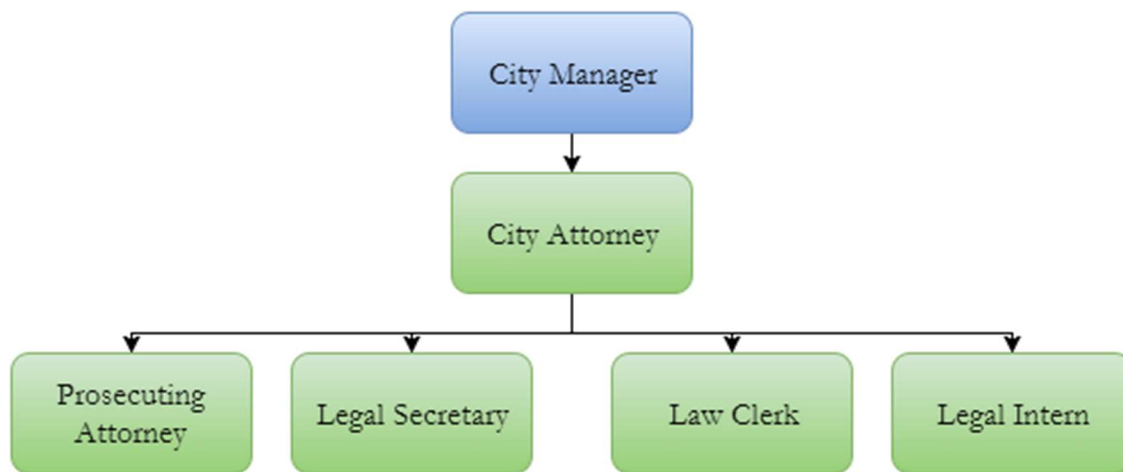 City Manager
City Attorney
Prosecuting
Attorney
Legal Secretary
Law Clerk
Legal Intern